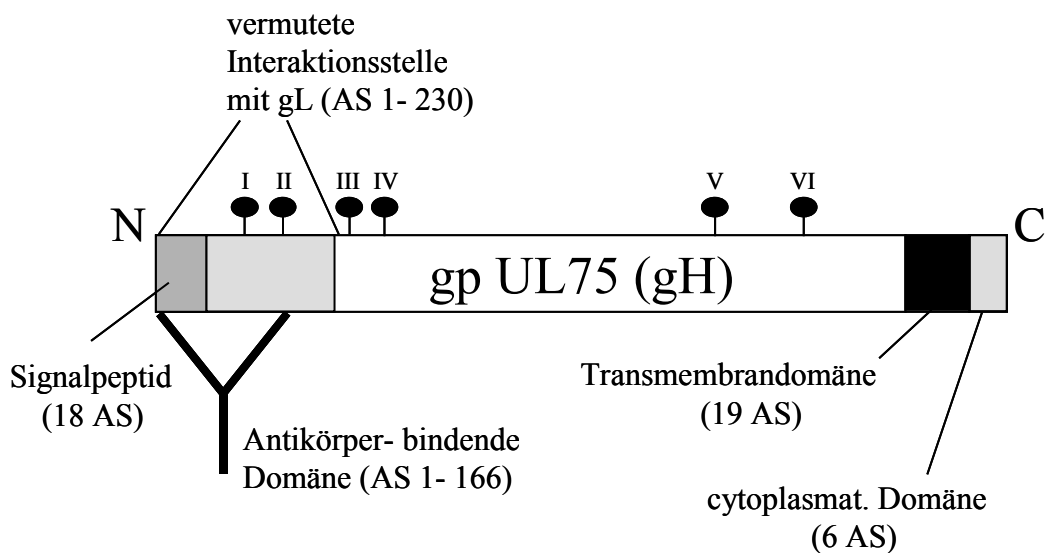 vermutete
Interaktionsstelle
mit gL (AS 1- 230)
I II III IV V VI
N C
gp UL75 (gH)
Signalpeptid
(18 AS)
Transmembrandomäne
(19 AS)
Antikörper- bindende
Domäne (AS 1- 166)
cytoplasmat. Domäne
(6 AS)